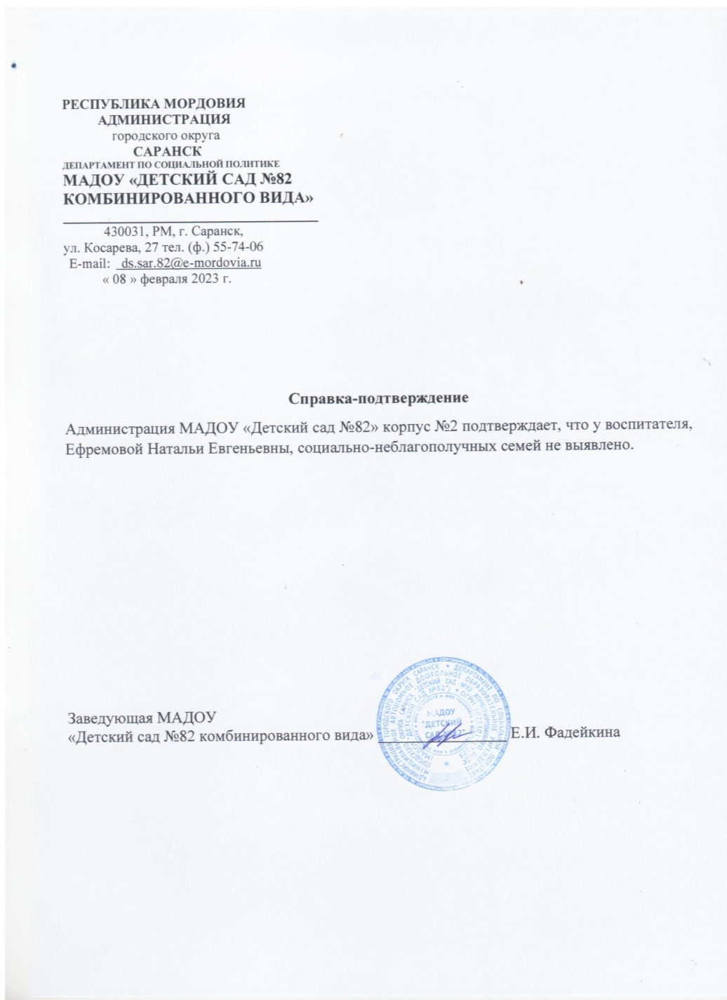 РЕСПУБЛИКА МОРДОВИЯ
АДМИНИСТРАЦИЯ
городского округа
САРАНСК
ДЕПАРТАМЕНТ ПО СОЦИАЛЬНОЙ ПОЛИТИКЕ
МАДОУ «ДЕТСКИЙ САД №82
КОМБИНИРОВАННОГО ВИДА»
430031, РМ, г. Саранск,
ул. Косарева, 27 тел. (ф.) 55-74-06
E-mail: ds.sar.82@e-mordovia.ru
« 08 » февраля 2023 г.
Справка-подтверждение
Администрация МАДОУ «Детский сад №82» корпус №2 подтверждает, что у воспитателя,
Ефремовой Натальи Евгеньевны, социально-неблагополучных семей не выявлено.
Заведующая МАДОУ
«Детский сад №82 комбинированного вида» Е.И. Фадейкина
МАДОУ
"ДЕТСКИЙ
САД №82"